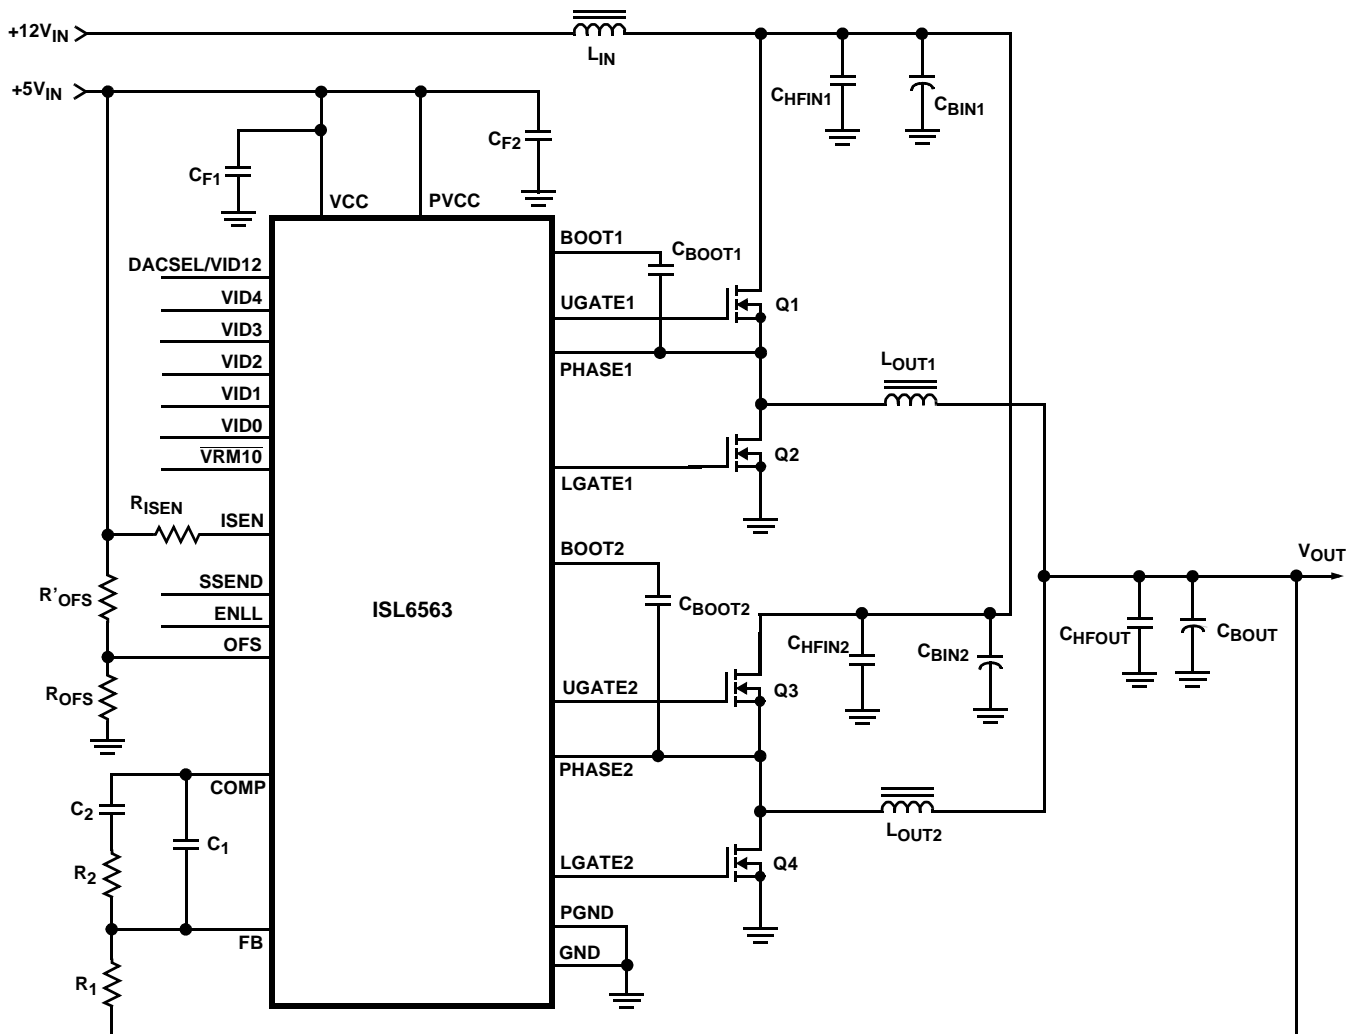 +12VIN
LIN
+5VIN
CHFIN1
CBIN1
CF2
CF1
VCC
PVCC
BOOT1
CBOOT1
DACSEL/VID12
VID4
UGATE1
Q1
VID3
VID2
PHASE1
LOUT1
VID1
VID0
VRM10
Q2
LGATE1
RISEN
ISEN
BOOT2
VOUT
SSEND
R'OFS
ISL6563
CBOOT2
ENLL
OFS
CHFIN2
CBIN2
CHFOUT
CBOUT
ROFS
UGATE2
Q3
PHASE2
COMP
C2
C1
LOUT2
R2
LGATE2
Q4
PGND
FB
GND
R1